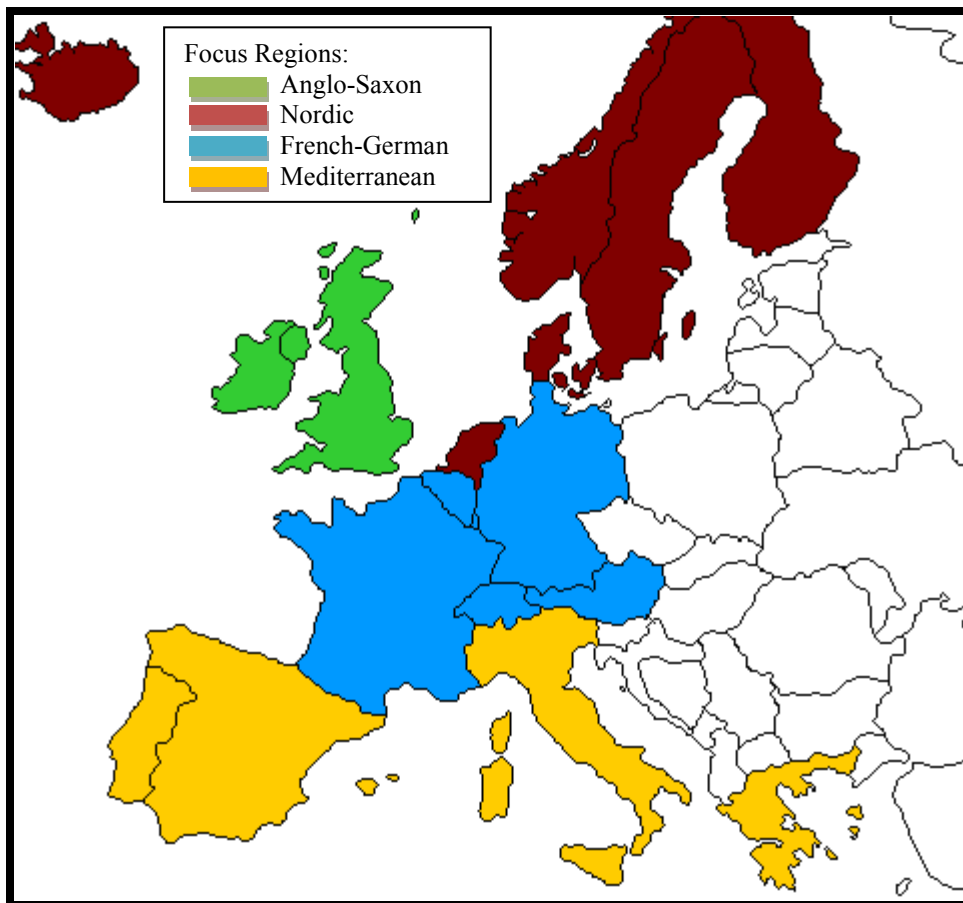 Focus Regions:
Anglo-Saxon
Nordic
French-German
Mediterranean